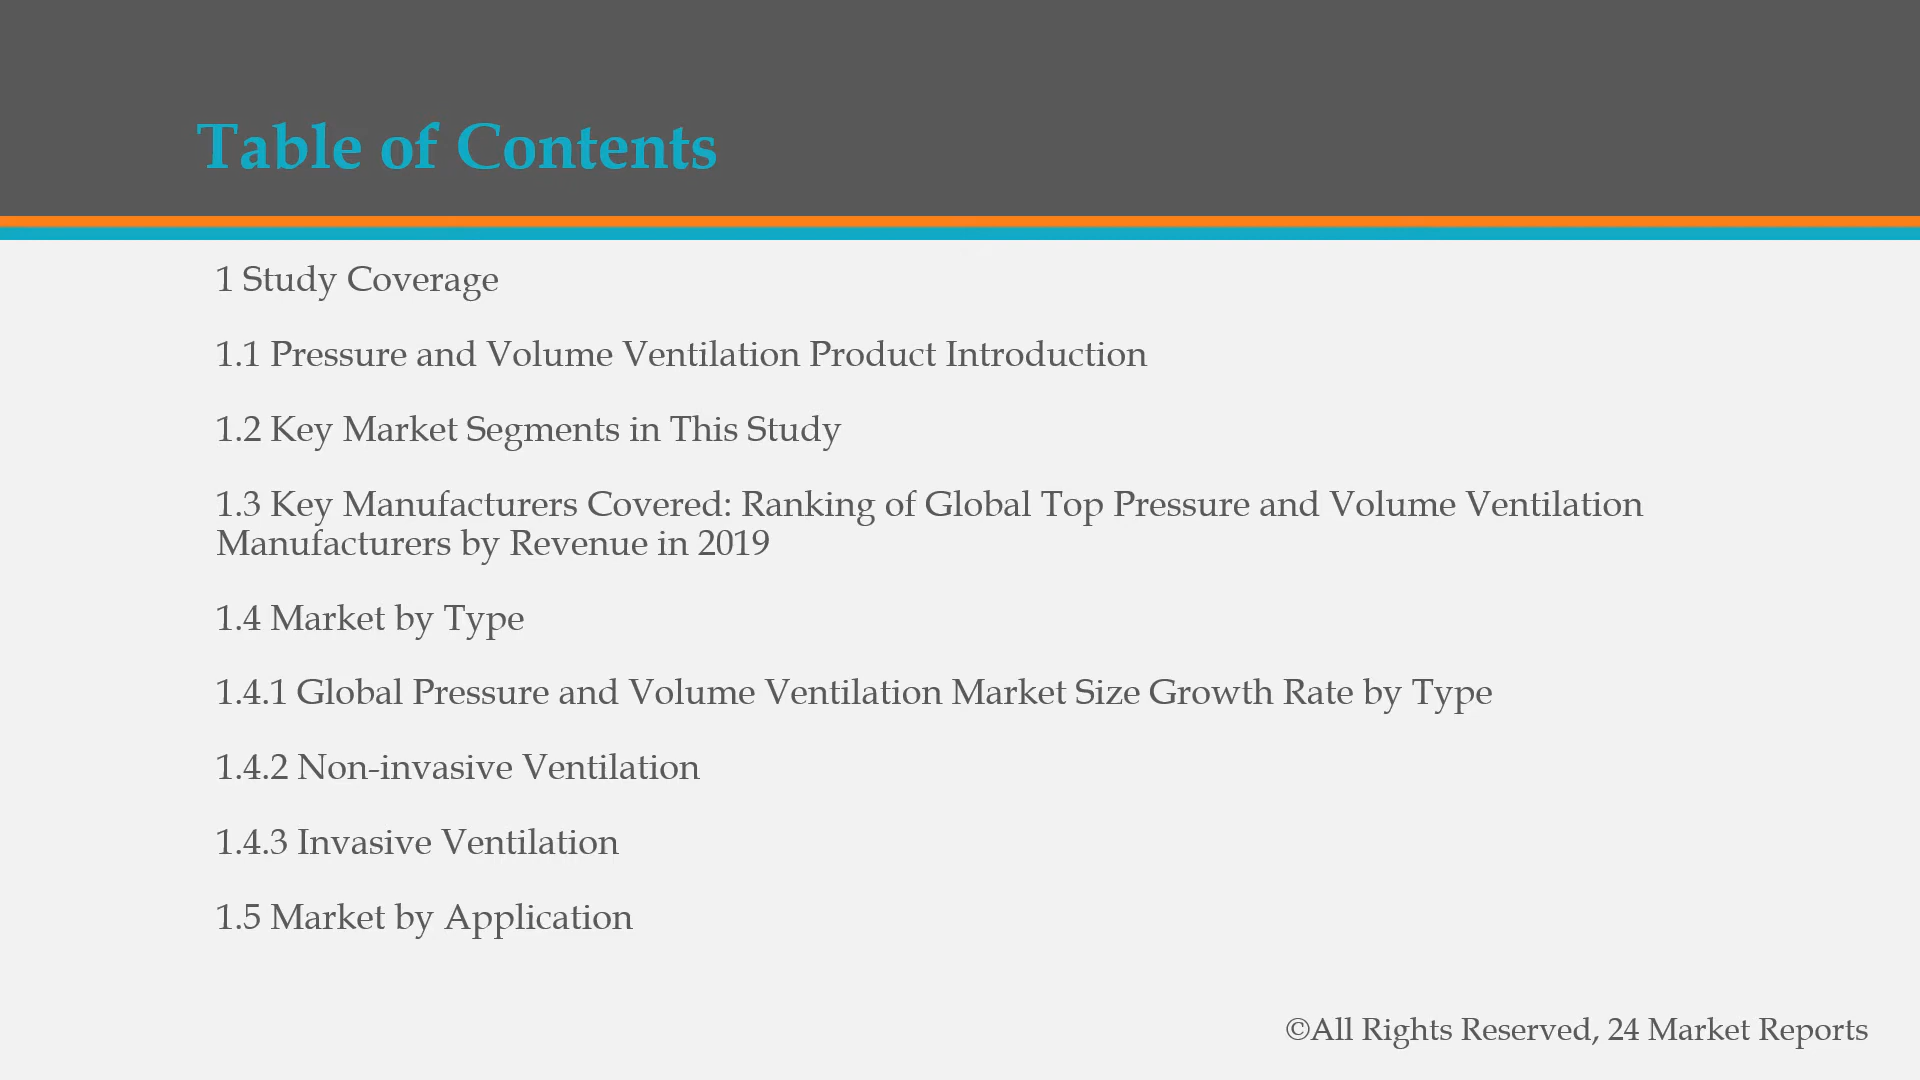 Table of Contents
1 Study Coverage
1.1 Pressure and Volume Ventilation Product Introduction
1.2 Key Market Segments in This Study
1.3 Key Manufacturers Covered: Ranking of Global Top Pressure and Volume Ventilation
Manufacturers by Revenue in 2019
1.4 Market by Type
1.4.1 Global Pressure and Volume Ventilation Market Size Growth Rate by Type
1.4.2 Non-invasive Ventilation
1.4.3 Invasive Ventilation
1.5 Market by Application
©All Rights Reserved, 24 Market Reports